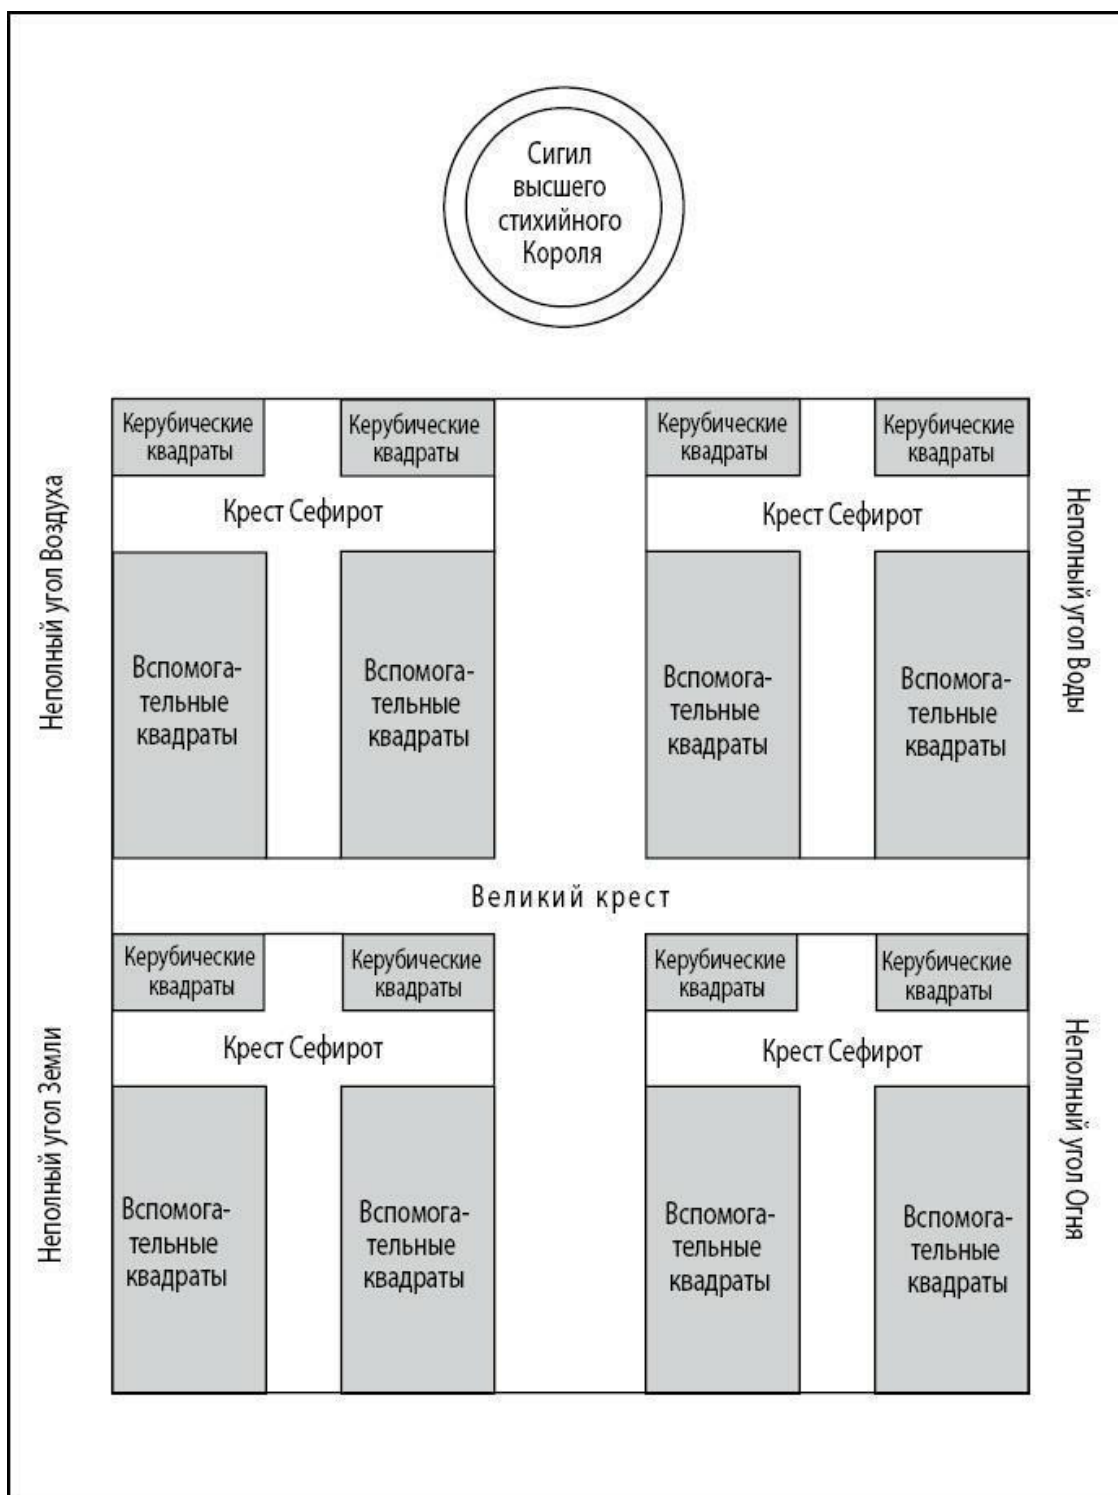 Сигил
высшего
стихийного
Короля
Неполный угол Воздуха
Керубические
квадраты
Керубические
квадраты
Крест Сефирот
Вспомога-
тельные
квадраты
Вспомога-
тельные
квадраты
Керубические
квадраты
Керубические
квадраты
Крест Сефирот
Вспомога-
тельные
квадраты
Вспомога-
тельные
квадраты
Неполный угол Воды
Великий крест
Неполный угол Земли
Керубические
квадраты
Керубические
квадраты
Крест Сефирот
Вспомога-
тельные
квадраты
Вспомога-
тельные
квадраты
Керубические
квадраты
Керубические
квадраты
Крест Сефирот
Вспомога-
тельные
квадраты
Вспомога-
тельные
квадраты
Неполный угол Огня